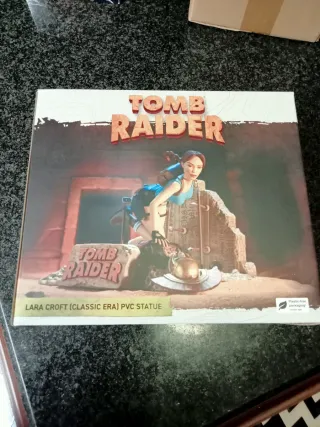 TOMB
RAIDER
TOMB
RAIDER
LARA CROFT (CLASSIC ERA) PVC STATUE